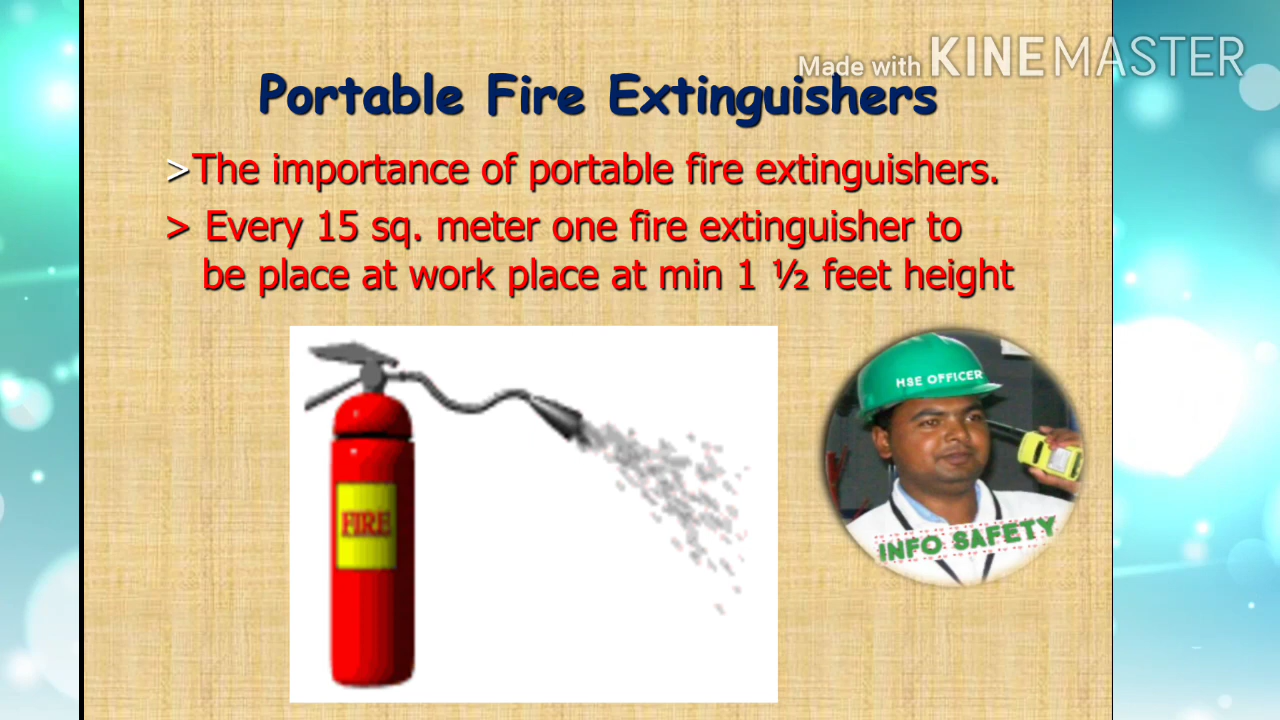 Made with KINEMASTER
Portable Fire Extinguishers
>The importance of portable fire extinguishers.
> Every 15 sq. meter one fire extinguisher to
be place at work place at min 1 ½ feet height
HSE OFFICER
FIRE
INFO SAFETY